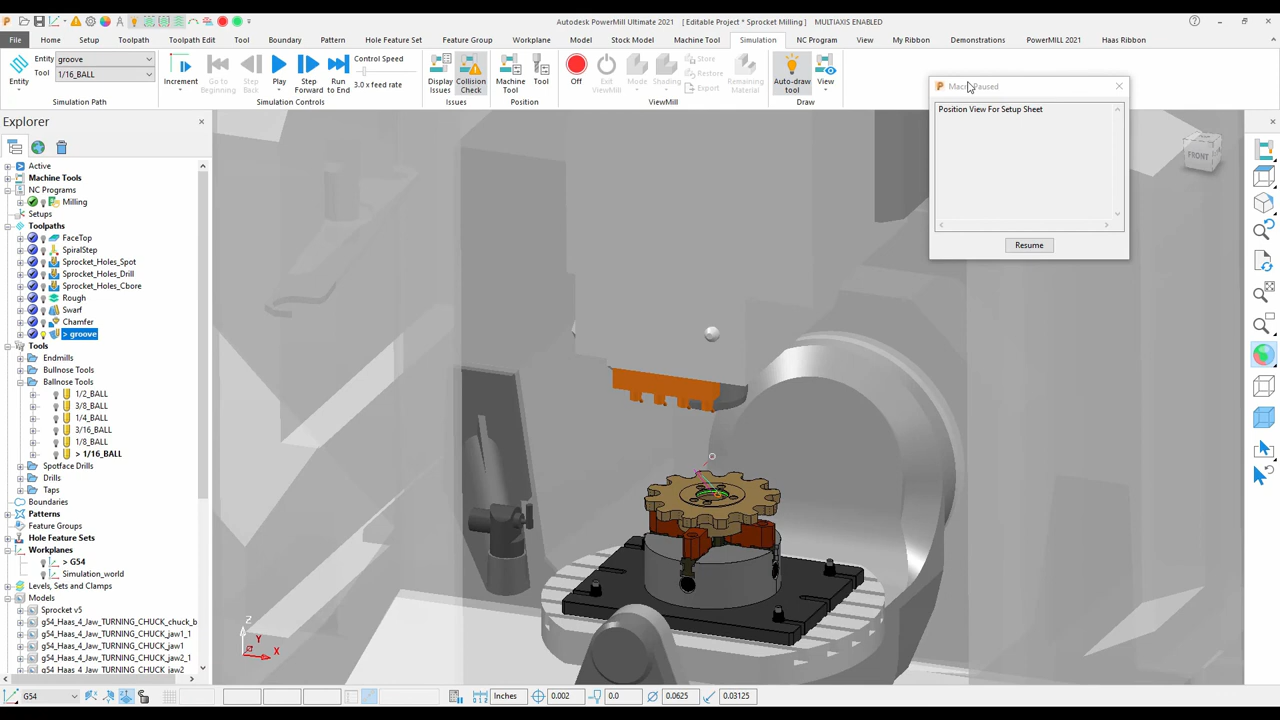 Autodesk PowerMill Ultimate 2021 [ Editable Project * Sprocket Milling ] MULTIAXIS ENABLED
File Home Setup Toolpath Toolpath Edit Tool Boundary Pattern Hole Feature Set Feature Group Workplane Model Stock Model Machine Tool Simulation NC Program View My Ribbon Demonstrations PowerMILL 2021 Haas Ribbon
Entity
Entity groove
Tool 1/16_BALL
Simulation Path
Increment
Go to Beginning
Step Back
Play
Step Forward
Run to End
Control Speed
3.0 x feed rate
Simulation Controls
Display Issues
Collision Check
Issues
Machine Tool
Tool
Position
Off
Exit ViewMill
Mode
Shading
Store
Restore
Export
Remaining Material
ViewMill
Auto-draw tool
View
Draw
Explorer
Active
Machine Tools
NC Programs
Milling
Setups
Toolpaths
FaceTop
SpiralStep
Sprocket_Holes_Spot
Sprocket_Holes_Drill
Sprocket_Holes_Cbore
Rough
Swarf
Chamfer
> groove
Tools
Endmills
Bullnose Tools
Ballnose Tools
1/2_BALL
3/8_BALL
1/4_BALL
3/16_BALL
1/8_BALL
> 1/16_BALL
Spotface Drills
Drills
Taps
Boundaries
Patterns
Feature Groups
Hole Feature Sets
Workplanes
> G54
Simulation_world
Levels, Sets and Clamps
Models
Sprocket v5
g54_Haas_4_Jaw_TURNING_CHUCK_chuck_b
g54_Haas_4_Jaw_TURNING_CHUCK_jaw1_1
g54_Haas_4_Jaw_TURNING_CHUCK_jaw1
g54_Haas_4_Jaw_TURNING_CHUCK_jaw2_1
g54_Haas_4_Jaw_TURNING_CHUCK_jaw2
Paused
Position View For Setup Sheet
Resume
FRONT
Z
Y
X
G54
Inches
0.002
0.0
0.0625
0.03125